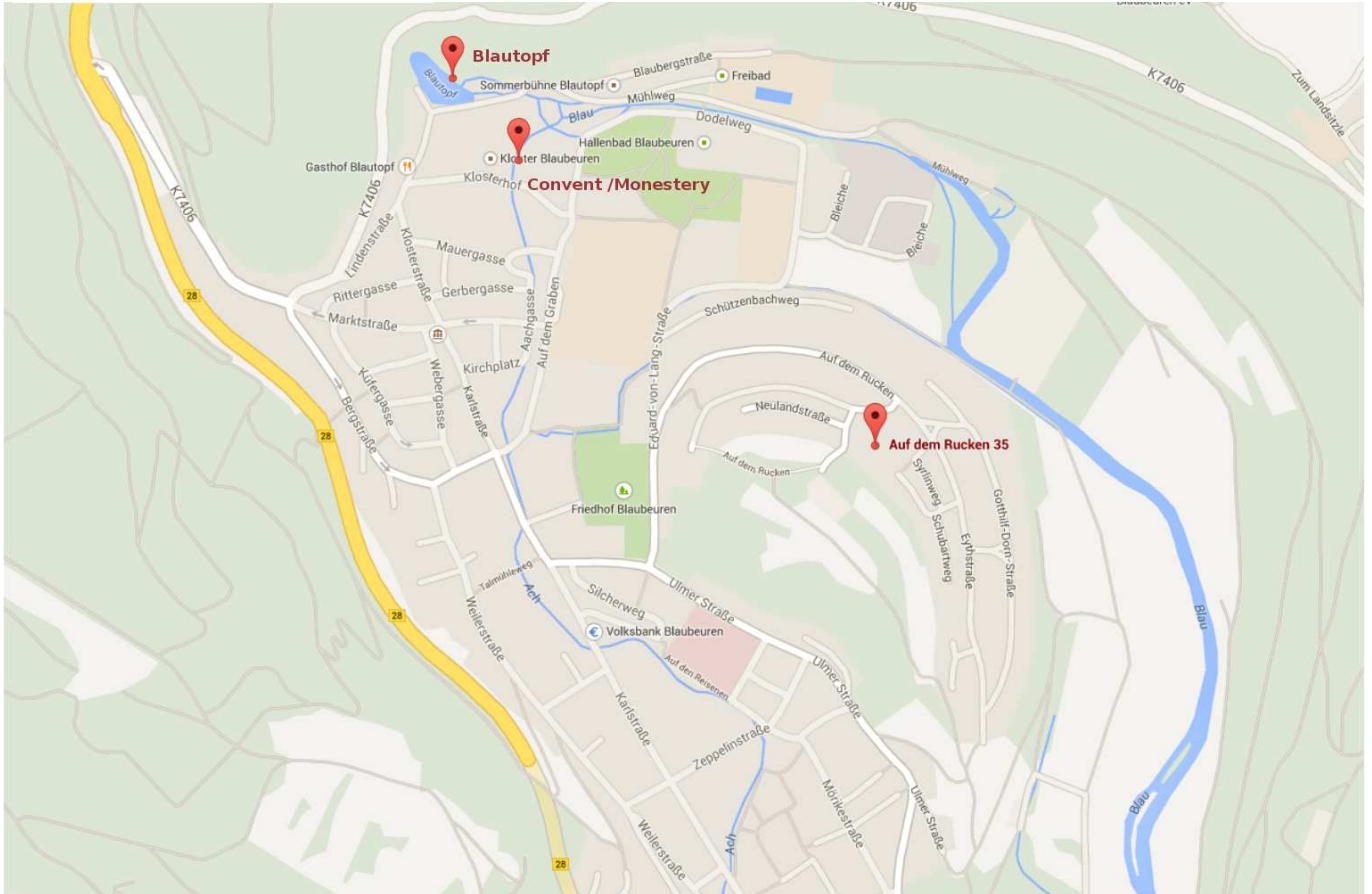 K7406
Blautopf
Blaubergstraße
Freibad
K7406
Zum Landsitzle
Blautopf
Sommerbühne Blautopf
Mühlweg
Blau
Dodelweg
Hallenbad Blaubeuren
Kloster Blaubeuren
Gasthof Blautopf
Mühlweg
Klosterhof
Convent /Monestery
K7406
K7406
Bleiche
Bleiche
Lindenstraße
Klosterstraße
Mauergasse
Rittergasse
Gerbergasse
28
Schützenbachweg
Marktstraße
Aachgasse
Auf dem Graben
Eduard-von-Lang-Straße
Kirchplatz
Auf dem Rucken
Küfergasse
Webergasse
Karlstraße
Bergstraße
Neulandstraße
28
Auf dem Rucken 35
Auf dem Rucken
Syrlinweg
Gotthilf-Dorn-Straße
Friedhof Blaubeuren
Schubartweg
Eythstraße
Talmühleweg
Ach
Silcherweg
Ulmer Straße
28
Weilerstraße
Volksbank Blaubeuren
Blau
Auf den Reisenen
Ulmer Straße
Karlstraße
Zeppelinstraße
Mörikestraße
Ulmer Straße
Blau
Weilerstraße
Ach
28